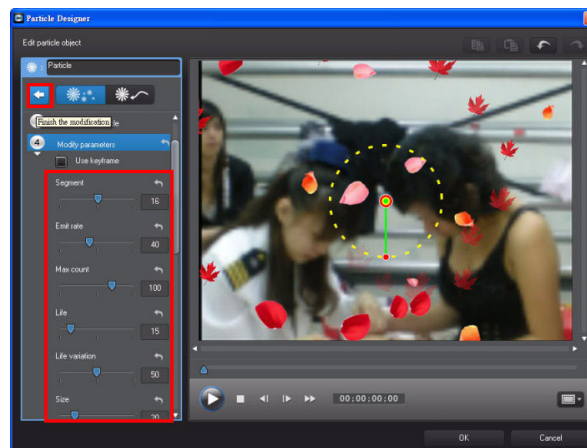 Particle Designer
Edit particle object
Particle
Finish the modification
4
Modify parameters
Use keyframe
Segment
16
Emit rate
40
Max count
100
Life
15
Life variation
50
Size
20
00;00;00;00
OK
Cancel